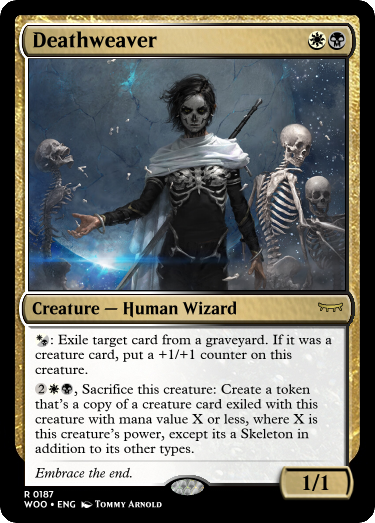 Deathweaver
Creature — Human Wizard
: Exile target card from a graveyard. If it was
a creature card, put a +1/+1 counter on this
creature.
2, Sacrifice this creature: Create a token
that's a copy of a creature card exiled with this
creature with mana value X or less, where X is
this creature's power, except its a Skeleton in
addition to its other types.
Embrace the end.
1/1
R 0187
WOO • ENG Tommy Arnold